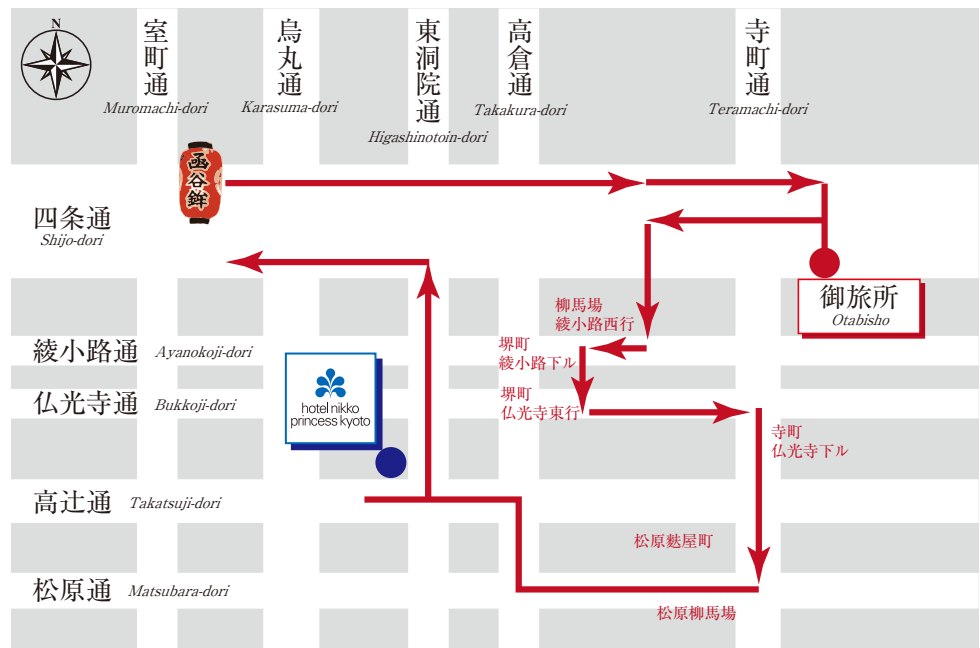 N
室町通
Muromachi-dori
烏丸通
Karasuma-dori
東洞院通
Higashinotoin-dori
高倉通
Takakura-dori
寺町通
Teramachi-dori
函谷鉾
四条通
Shijo-dori
御旅所
Otabisho
柳馬場
綾小路西行
綾小路通 Ayanokoji-dori
堺町
綾小路下ル
仏光寺通 Bukkoji-dori
hotel nikko
princess kyoto
堺町
仏光寺東行
寺町
仏光寺下ル
高辻通 Takatsuji-dori
松原麩屋町
松原通 Matsubara-dori
松原柳馬場